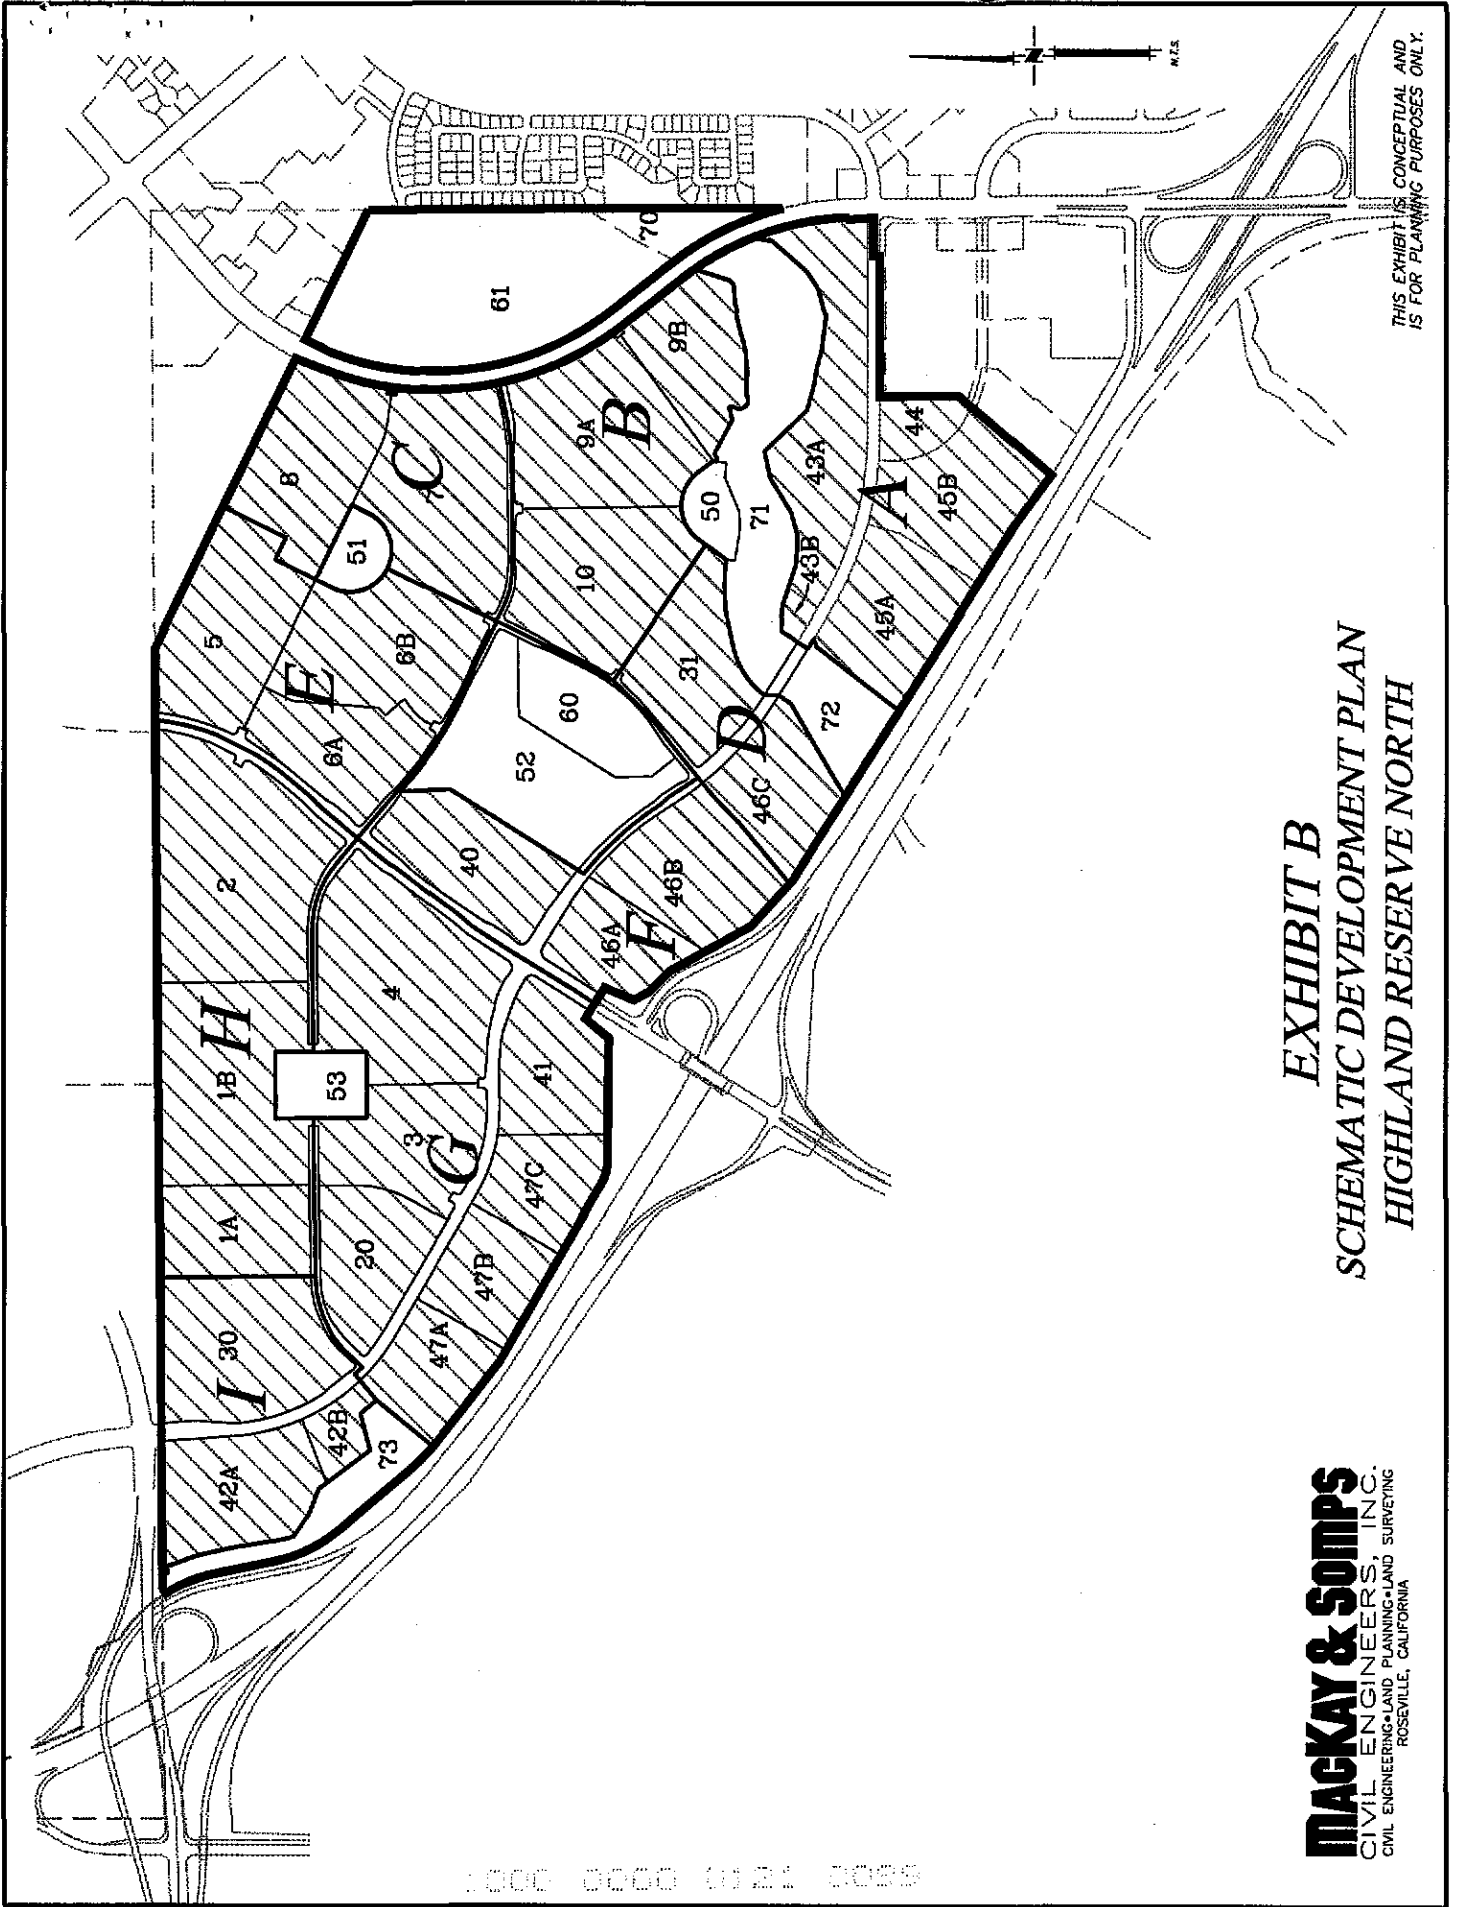 THIS EXHIBIT IS CONCEPTUAL AND
IS FOR PLANNING PURPOSES ONLY.
N.T.S.
N
42A
I
30
1A
1B
H
2
5
E
8
51
C
7
6B
6A
61
70
9B
9A
B
10
50
71
43A
43B
A
44
45B
45A
31
D
72
60
52
46C
40
46B
46A
F
4
53
41
3
G
47C
20
47B
47A
42B
73
EXHIBIT B
SCHEMATIC DEVELOPMENT PLAN
HIGHLAND RESERVE NORTH
MACKAY & SOMPS
CIVIL ENGINEERS, INC.
CIVIL ENGINEERING•LAND PLANNING•LAND SURVEYING
ROSEVILLE, CALIFORNIA